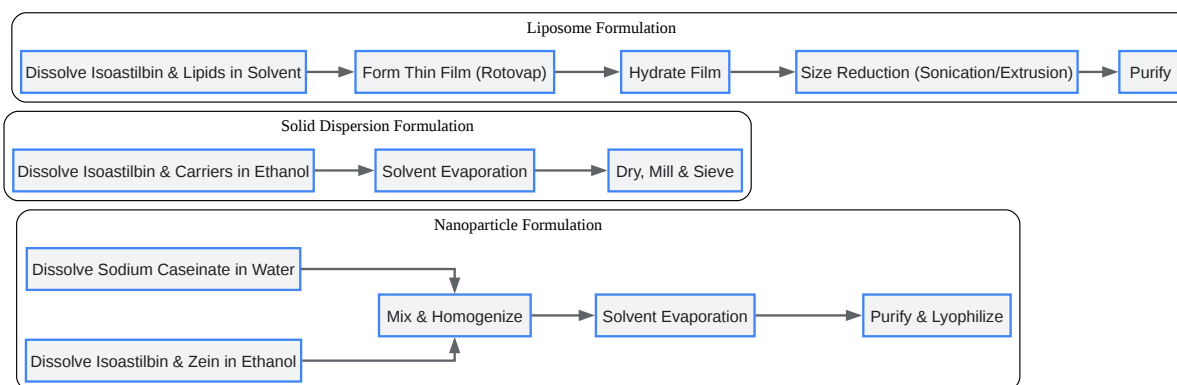 Liposome Formulation
Dissolve Isoastilbin & Lipids in Solvent
Form Thin Film (Rotovap)
Hydrate Film
Size Reduction (Sonication/Extrusion)
Purify
Solid Dispersion Formulation
Dissolve Isoastilbin & Carriers in Ethanol
Solvent Evaporation
Dry, Mill & Sieve
Nanoparticle Formulation
Dissolve Sodium Caseinate in Water
Mix & Homogenize
Solvent Evaporation
Purify & Lyophilize
Dissolve Isoastilbin & Zein in Ethanol